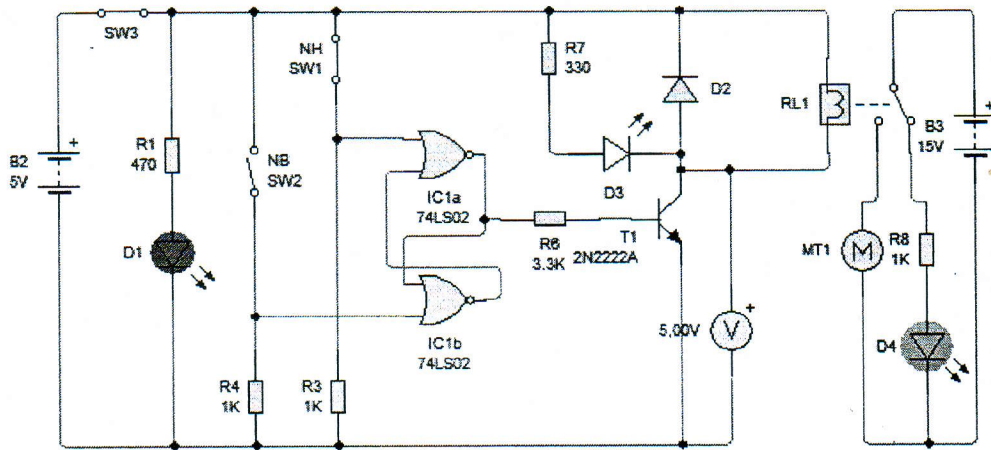 SW3
NH
SW1
R7
330
D2
RL1
B3
15V
+
+
B2
5V
R1
470
NB
SW2
IC1a
74LS02
D3
D1
R6
3.3K
T1
2N2222A
MT1
M
R8
1K
+
5,00V
V
IC1b
74LS02
D4
R4
1K
R3
1K